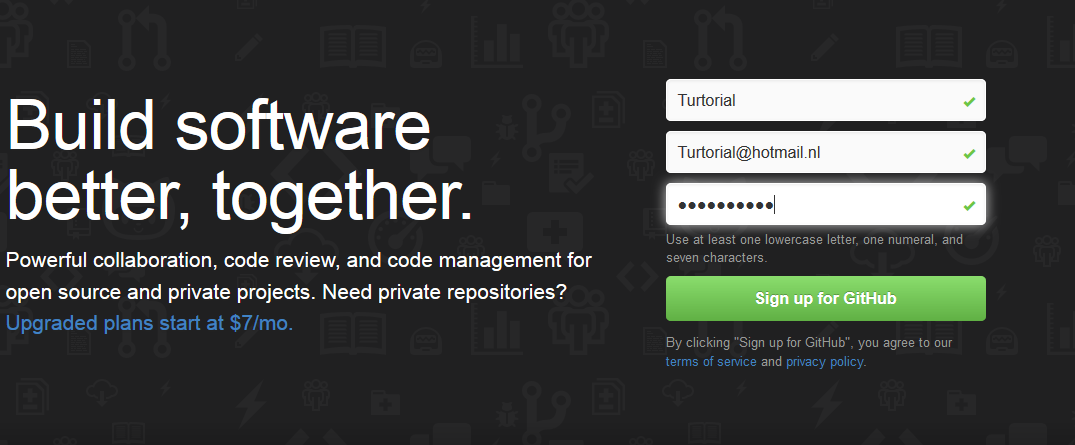 Build software
better, together.
Powerful collaboration, code review, and code management for
open source and private projects. Need private repositories?
Upgraded plans start at $7/mo.
Turtorial
Turtorial@hotmail.nl
●●●●●●●●●●
Use at least one lowercase letter, one numeral, and
seven characters.
Sign up for GitHub
By clicking "Sign up for GitHub", you agree to our
terms of service and privacy policy.